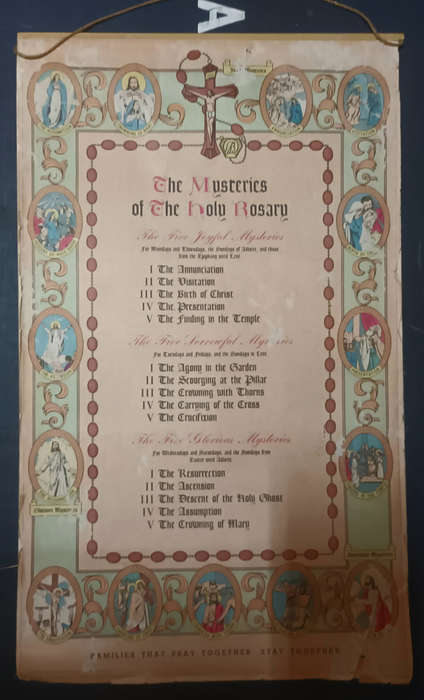 A
The Mysteries
of The Holy Rosary
The Five Joyful Mysteries
For Mondays and Thursdays, the Sundays of Advent, and those
from the Epiphany until Lent
I The Annunciation
II The Visitation
III The Birth of Christ
IV The Presentation
V The Finding in the Temple
The Five Sorrowful Mysteries
For Tuesdays and Fridays, and the Sundays in Lent
I The Agony in the Garden
II The Scourging at the Pillar
III The Crowning with Thorns
IV The Carrying of the Cross
V The Crucifixion
The Five Glorious Mysteries
For Wednesdays and Saturdays, and the Sundays from
Easter until Advent
I The Resurrection
II The Ascension
III The Descent of the Holy Ghost
IV The Assumption
V The Crowning of Mary
Glorious Mysteries
Sorrowful Mysteries
FAMILIES THAT PRAY TOGETHER STAY TOGETHER